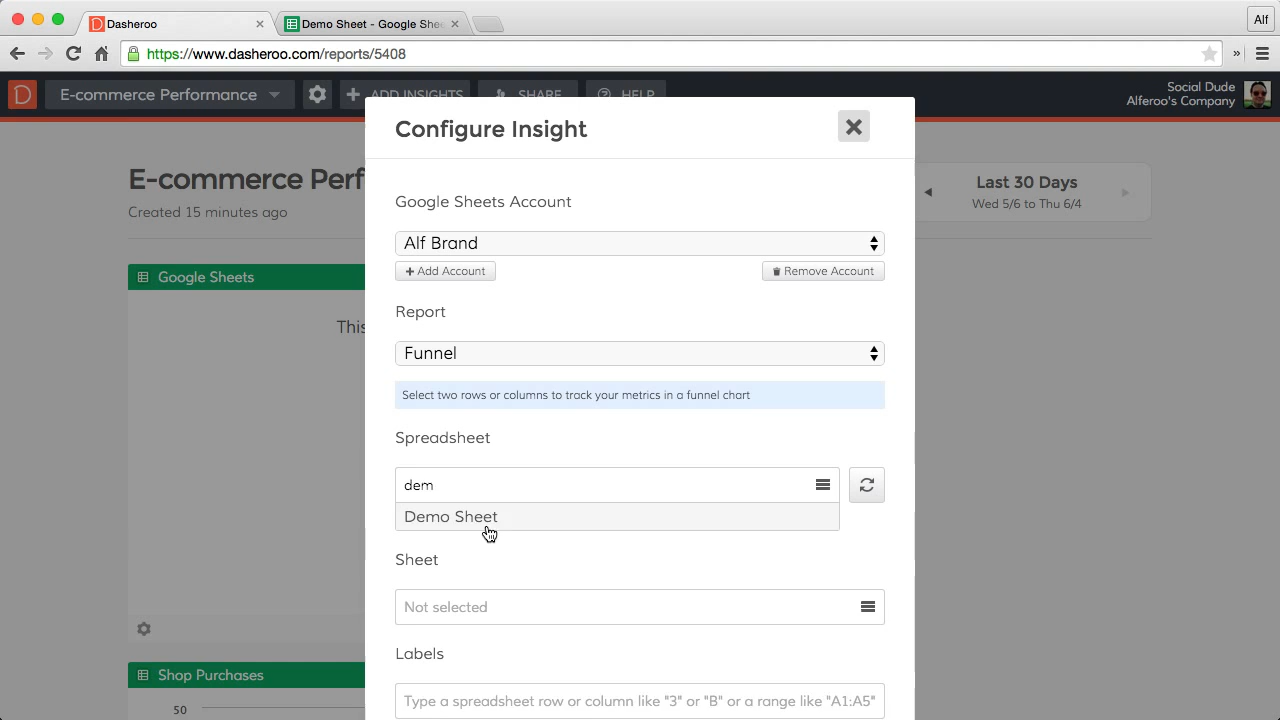 Dasheroo
Demo Sheet - Google She
Alf
https://www.dasheroo.com/reports/5408
»
E-commerce Performance
ADD INSIGHTS
SHARE
HELP
Social Dude
Alferoo's Company
Configure Insight
E-commerce Perf
Created 15 minutes ago
Last 30 Days
Wed 5/6 to Thu 6/4
Google Sheets Account
Alf Brand
Add Account
Remove Account
Google Sheets
This
Report
Funnel
Select two rows or columns to track your metrics in a funnel chart
Spreadsheet
dem
Demo Sheet
Sheet
Not selected
Labels
Type a spreadsheet row or column like "3" or "B" or a range like "A1:A5"
Shop Purchases
50